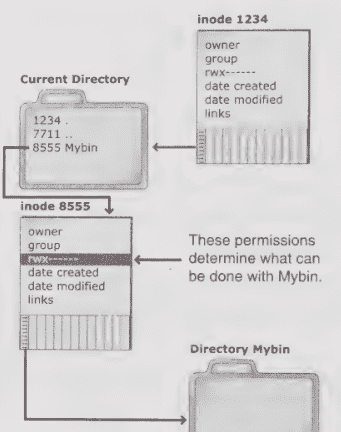 inode 1234
owner
group
rwx------
date created
date modified
links
Current Directory
1234 .
7711 ..
8555 Mybin
inode 8555
owner
group
rwx------
date created
date modified
links
These permissions
determine what can
be done with Mybin.
Directory Mybin